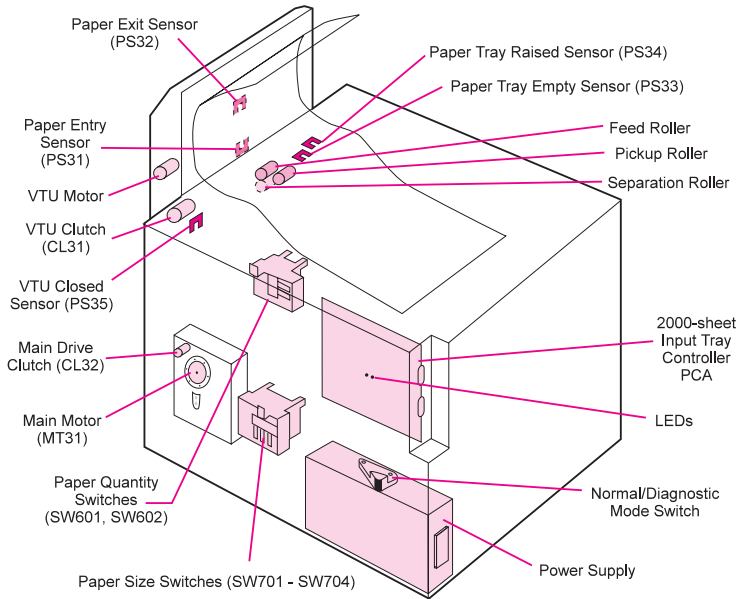 Paper Exit Sensor
(PS32)
Paper Tray Raised Sensor (PS34)
Paper Tray Empty Sensor (PS33)
Paper Entry
Sensor
(PS31)
Feed Roller
Pickup Roller
Separation Roller
VTU Motor
VTU Clutch
(CL31)
VTU Closed
Sensor (PS35)
2000-sheet
Input Tray
Controller
PCA
Main Drive
Clutch (CL32)
Main Motor
(MT31)
LEDs
Paper Quantity
Switches
(SW601, SW602)
Normal/Diagnostic
Mode Switch
Paper Size Switches (SW701 - SW704)
Power Supply